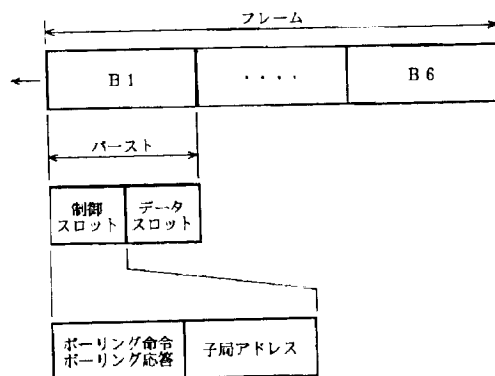 フレーム
B 1
・・・・
B 6
バースト
制御
スロット
データ
スロット
ポーリング命令
ポーリング応答
子局アドレス